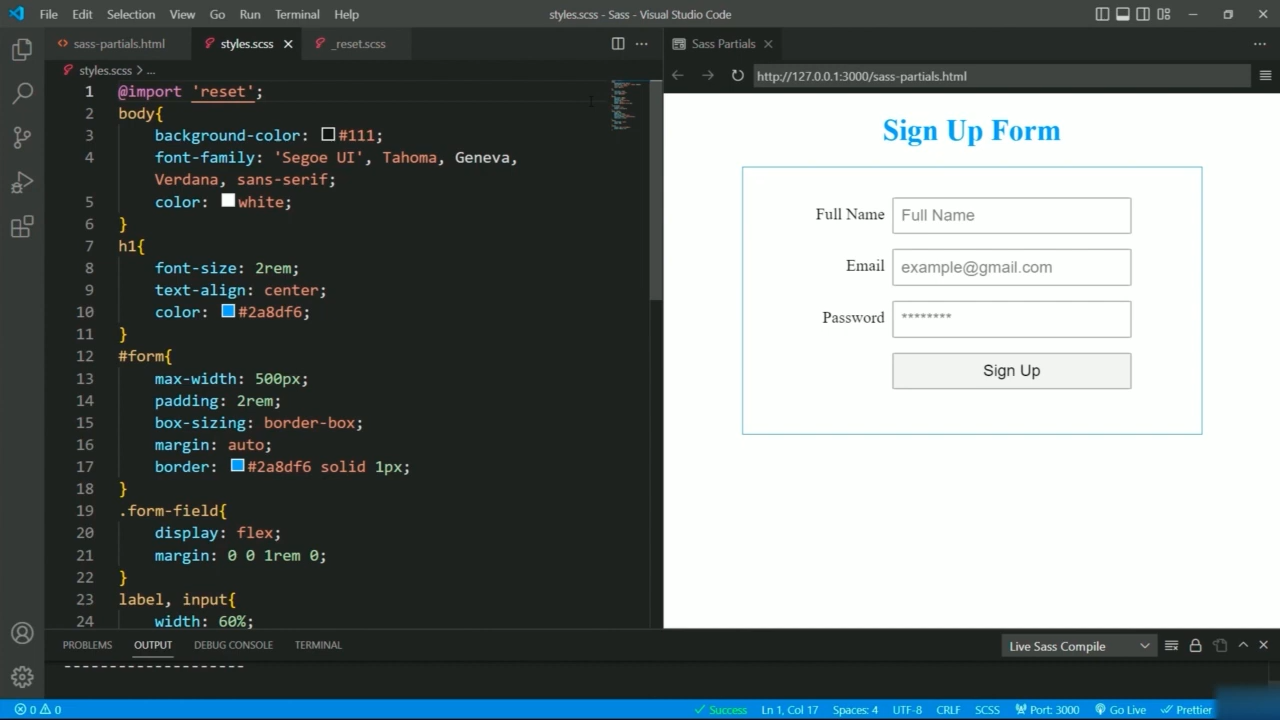 File Edit Selection View Go Run Terminal Help
styles.scss - Sass - Visual Studio Code
sass-partials.html styles.scss _reset.scss
styles.scss > ...
1 @import 'reset';
2 body{
3 background-color: #111;
4 font-family: 'Segoe UI', Tahoma, Geneva,
Verdana, sans-serif;
5 color: white;
6 }
7 h1{
8 font-size: 2rem;
9 text-align: center;
10 color: #2a8df6;
11 }
12 #form{
13 max-width: 500px;
14 padding: 2rem;
15 box-sizing: border-box;
16 margin: auto;
17 border: #2a8df6 solid 1px;
18 }
19 .form-field{
20 display: flex;
21 margin: 0 0 1rem 0;
22 }
23 label, input{
24 width: 60%;
Sass Partials
http://127.0.0.1:3000/sass-partials.html
Sign Up Form
Full Name Full Name
Email example@gmail.com
Password ********
Sign Up
PROBLEMS OUTPUT DEBUG CONSOLE TERMINAL
Live Sass Compile
--------------------
0 0
Success Ln 1, Col 17 Spaces: 4 UTF-8 CRLF SCSS Port: 3000 Go Live Prettier